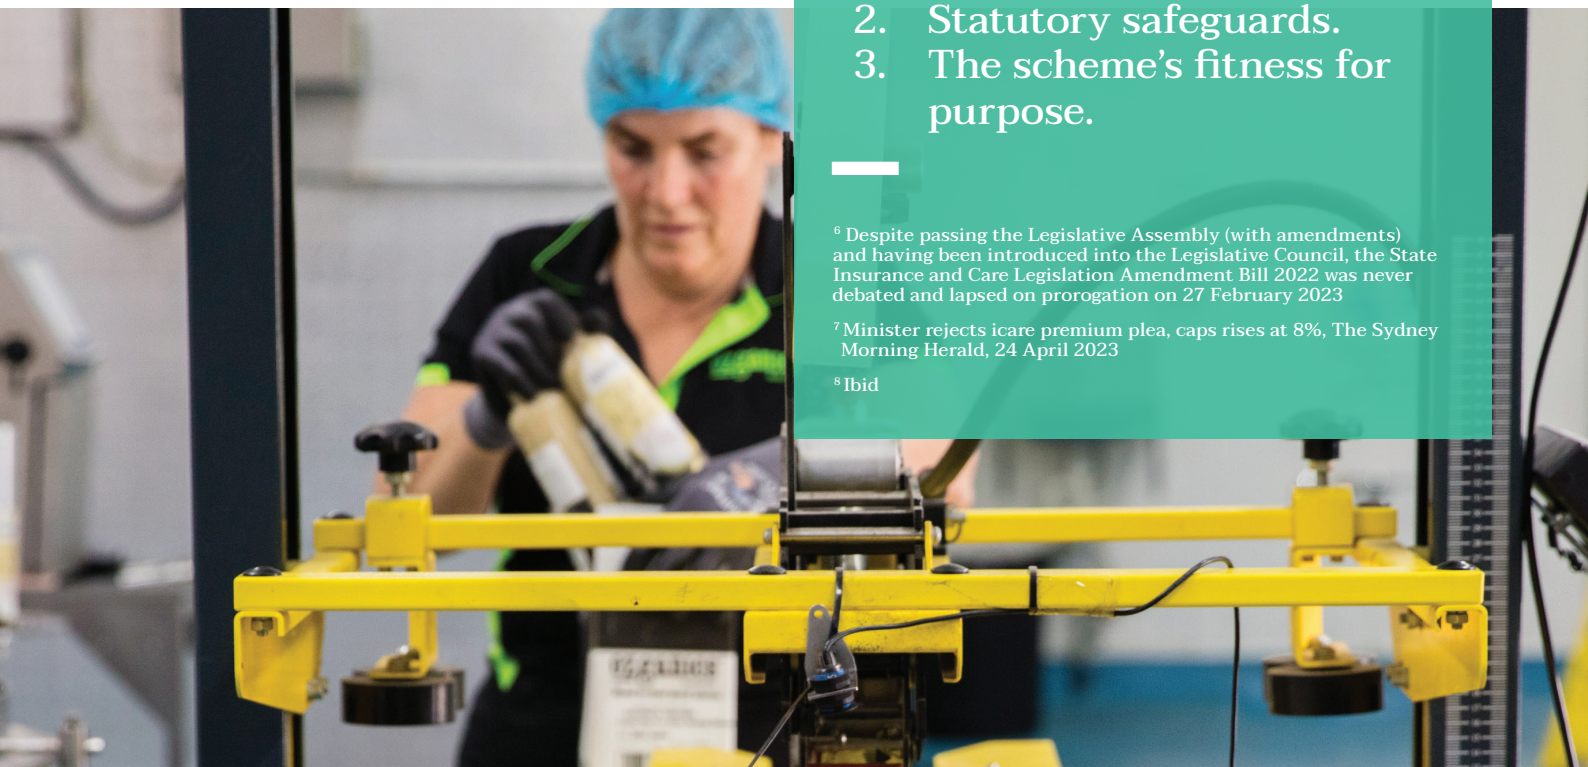 2. Statutory safeguards.
3. The scheme’s fitness for
purpose.
6 Despite passing the Legislative Assembly (with amendments)
and having been introduced into the Legislative Council, the State
Insurance and Care Legislation Amendment Bill 2022 was never
debated and lapsed on prorogation on 27 February 2023
7 Minister rejects icare premium plea, caps rises at 8%, The Sydney
Morning Herald, 24 April 2023
8 Ibid